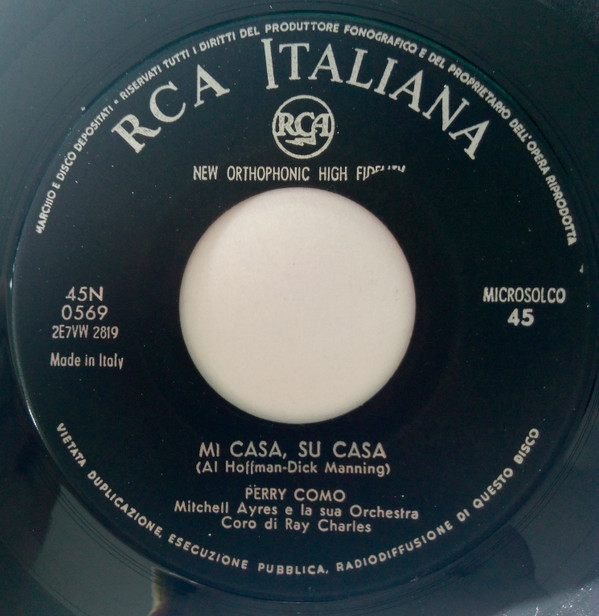 MARCHIO E DISCO DEPOSITATI • RISERVATI TUTTI I DIRITTI DEL PRODUTTORE FONOGRAFICO E DEL PROPRIETARIO DELL'OPERA RIPRODOTTA
RCA ITALIANA
RCA
NEW ORTHOPHONIC HIGH FIDELITY
45N
0569
2E7VW 2819
Made in Italy
MICROSOLCO
45
MI CASA, SU CASA
(Al Hoffman-Dick Manning)
PERRY COMO
Mitchell Ayres e la sua Orchestra
Coro di Ray Charles
VIETATA DUPLICAZIONE, ESECUZIONE PUBBLICA, RADIODIFFUSIONE DI QUESTO DISCO